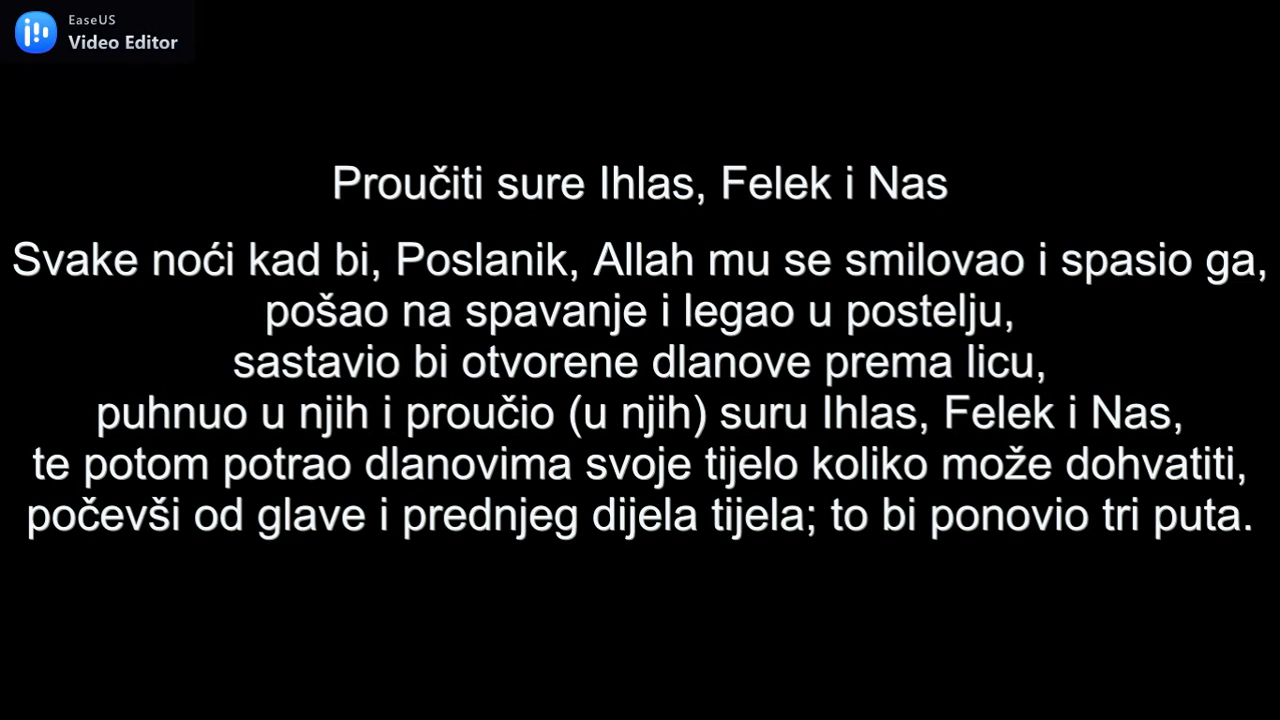 EaseUS
Video Editor
Proučiti sure Ihlas, Felek i Nas
Svake noći kad bi, Poslanik, Allah mu se smilovao i spasio ga,
pošao na spavanje i legao u postelju,
sastavio bi otvorene dlanove prema licu,
puhnuo u njih i proučio (u njih) suru Ihlas, Felek i Nas,
te potom potrao dlanovima svoje tijelo koliko može dohvatiti,
počevši od glave i prednjeg dijela tijela; to bi ponovio tri puta.